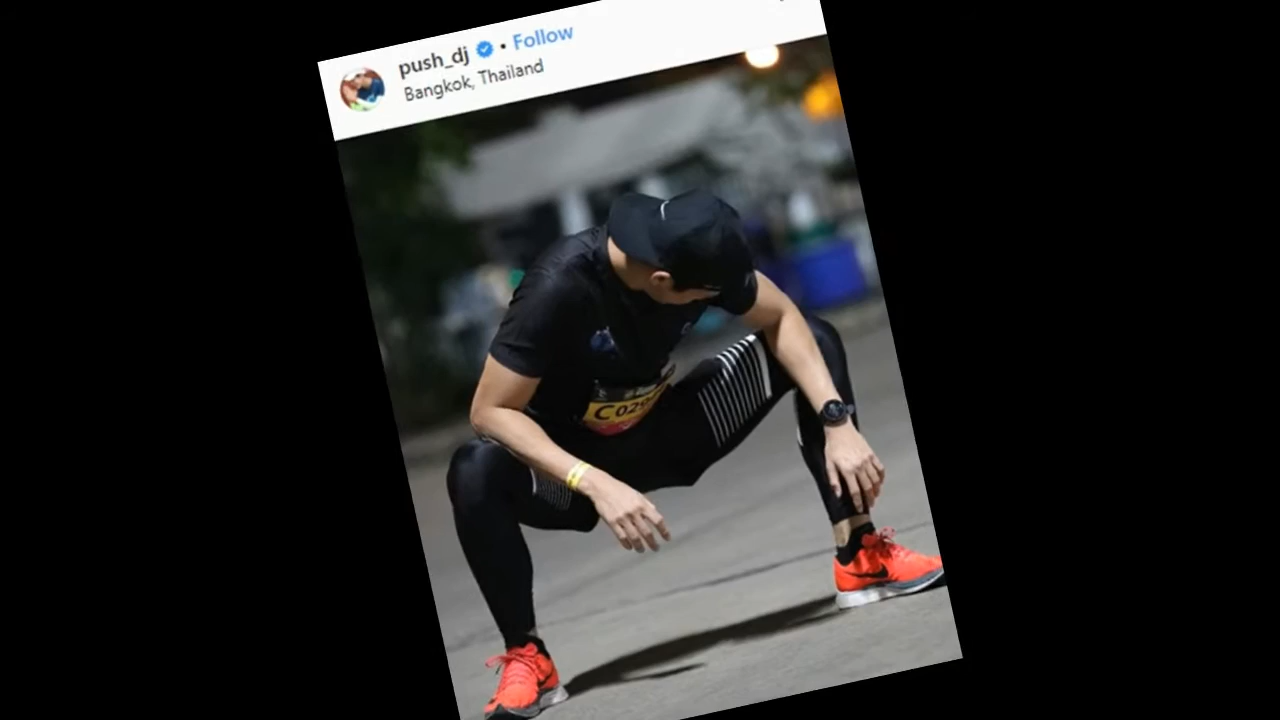 push_dj • Follow
Bangkok, Thailand